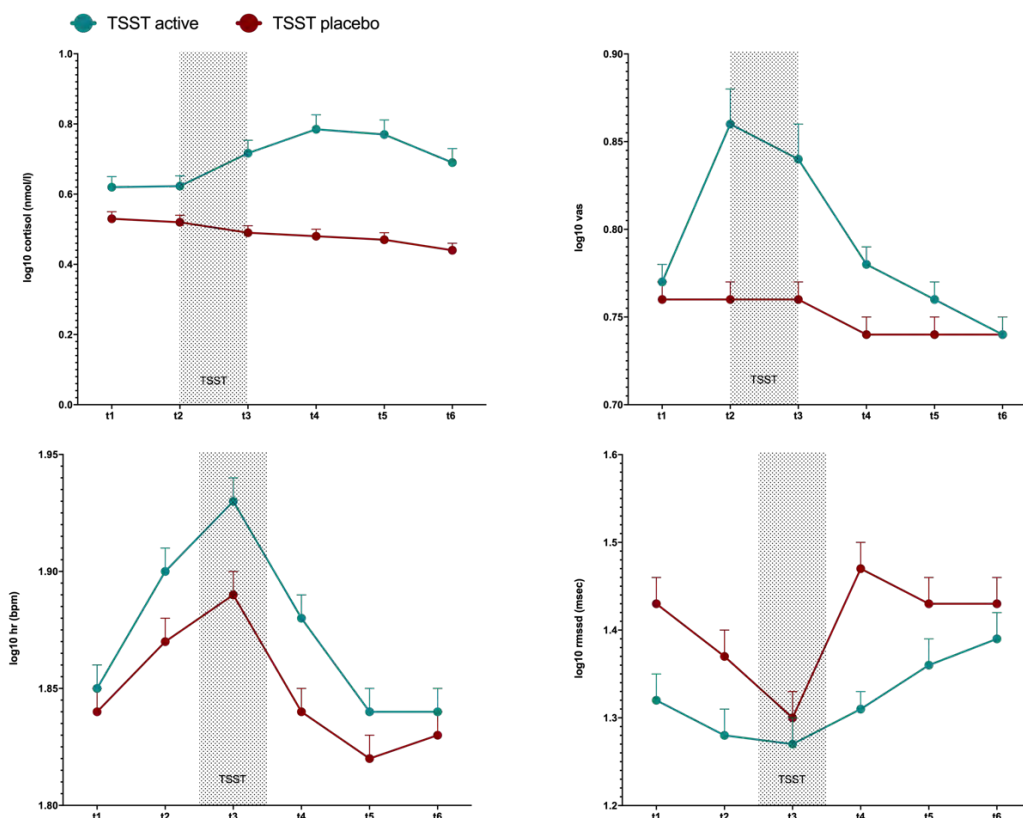 TSST active TSST placebo
log10 cortisol (nmol/l)
1.0
0.8
0.6
0.4
0.2
0.0
TSST
t1 t2 t3 t4 t5 t6
log10 vas
0.90
0.85
0.80
0.75
0.70
TSST
t1 t2 t3 t4 t5 t6
log10 hr (bpm)
1.95
1.90
1.85
1.80
TSST
t1 t2 t3 t4 t5 t6
log10 rmssd (msec)
1.6
1.5
1.4
1.3
1.2
TSST
t1 t2 t3 t4 t5 t6